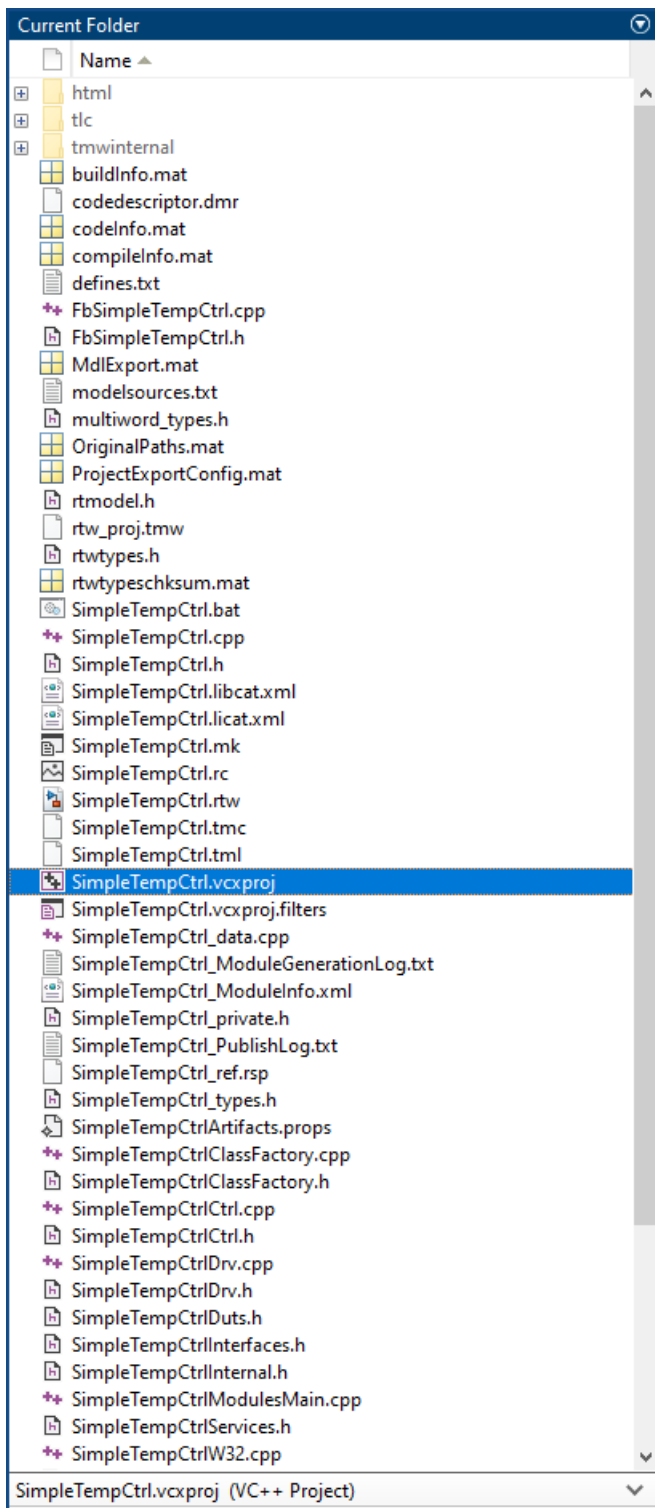 Current Folder
Name
html
tlc
tmwinternal
buildInfo.mat
codedescriptor.dmr
codeInfo.mat
compileInfo.mat
defines.txt
FbSimpleTempCtrl.cpp
FbSimpleTempCtrl.h
MdlExport.mat
modelsources.txt
multiword_types.h
OriginalPaths.mat
ProjectExportConfig.mat
rtmodel.h
rtw_proj.tmw
rtwtypes.h
rtwtypeschksum.mat
SimpleTempCtrl.bat
SimpleTempCtrl.cpp
SimpleTempCtrl.h
SimpleTempCtrl.libcat.xml
SimpleTempCtrl.licat.xml
SimpleTempCtrl.mk
SimpleTempCtrl.rc
SimpleTempCtrl.rtw
SimpleTempCtrl.tmc
SimpleTempCtrl.tml
SimpleTempCtrl.vcxproj
SimpleTempCtrl.vcxproj.filters
SimpleTempCtrl_data.cpp
SimpleTempCtrl_ModuleGenerationLog.txt
SimpleTempCtrl_ModuleInfo.xml
SimpleTempCtrl_private.h
SimpleTempCtrl_PublishLog.txt
SimpleTempCtrl_ref.rsp
SimpleTempCtrl_types.h
SimpleTempCtrlArtifacts.props
SimpleTempCtrlClassFactory.cpp
SimpleTempCtrlClassFactory.h
SimpleTempCtrlCtrl.cpp
SimpleTempCtrlCtrl.h
SimpleTempCtrlDrv.cpp
SimpleTempCtrlDrv.h
SimpleTempCtrlDuts.h
SimpleTempCtrlInterfaces.h
SimpleTempCtrlInternal.h
SimpleTempCtrlModulesMain.cpp
SimpleTempCtrlServices.h
SimpleTempCtrlW32.cpp
SimpleTempCtrl.vcxproj (VC++ Project)